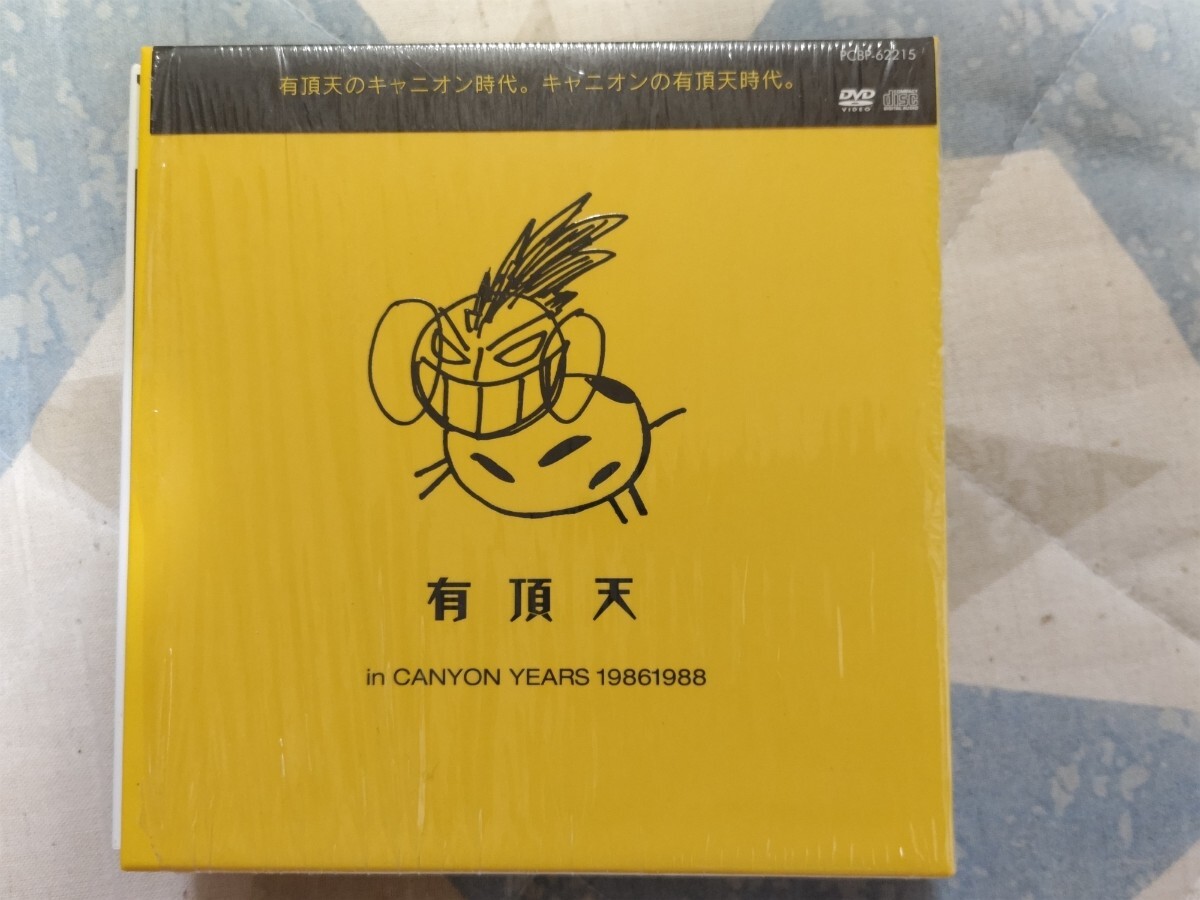 PCBP-62215
有頂天のキャニオン時代。キャニオンの有頂天時代。
DVD
VIDEO
COMPACT
disc
DIGITAL AUDIO
有頂天
in CANYON YEARS 19861988